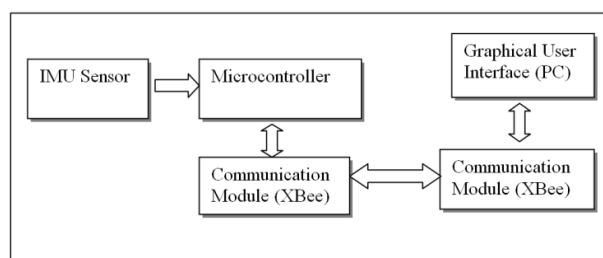 IMU Sensor
Microcontroller
Graphical User
Interface (PC)
Communication
Module (XBee)
Communication
Module (XBee)